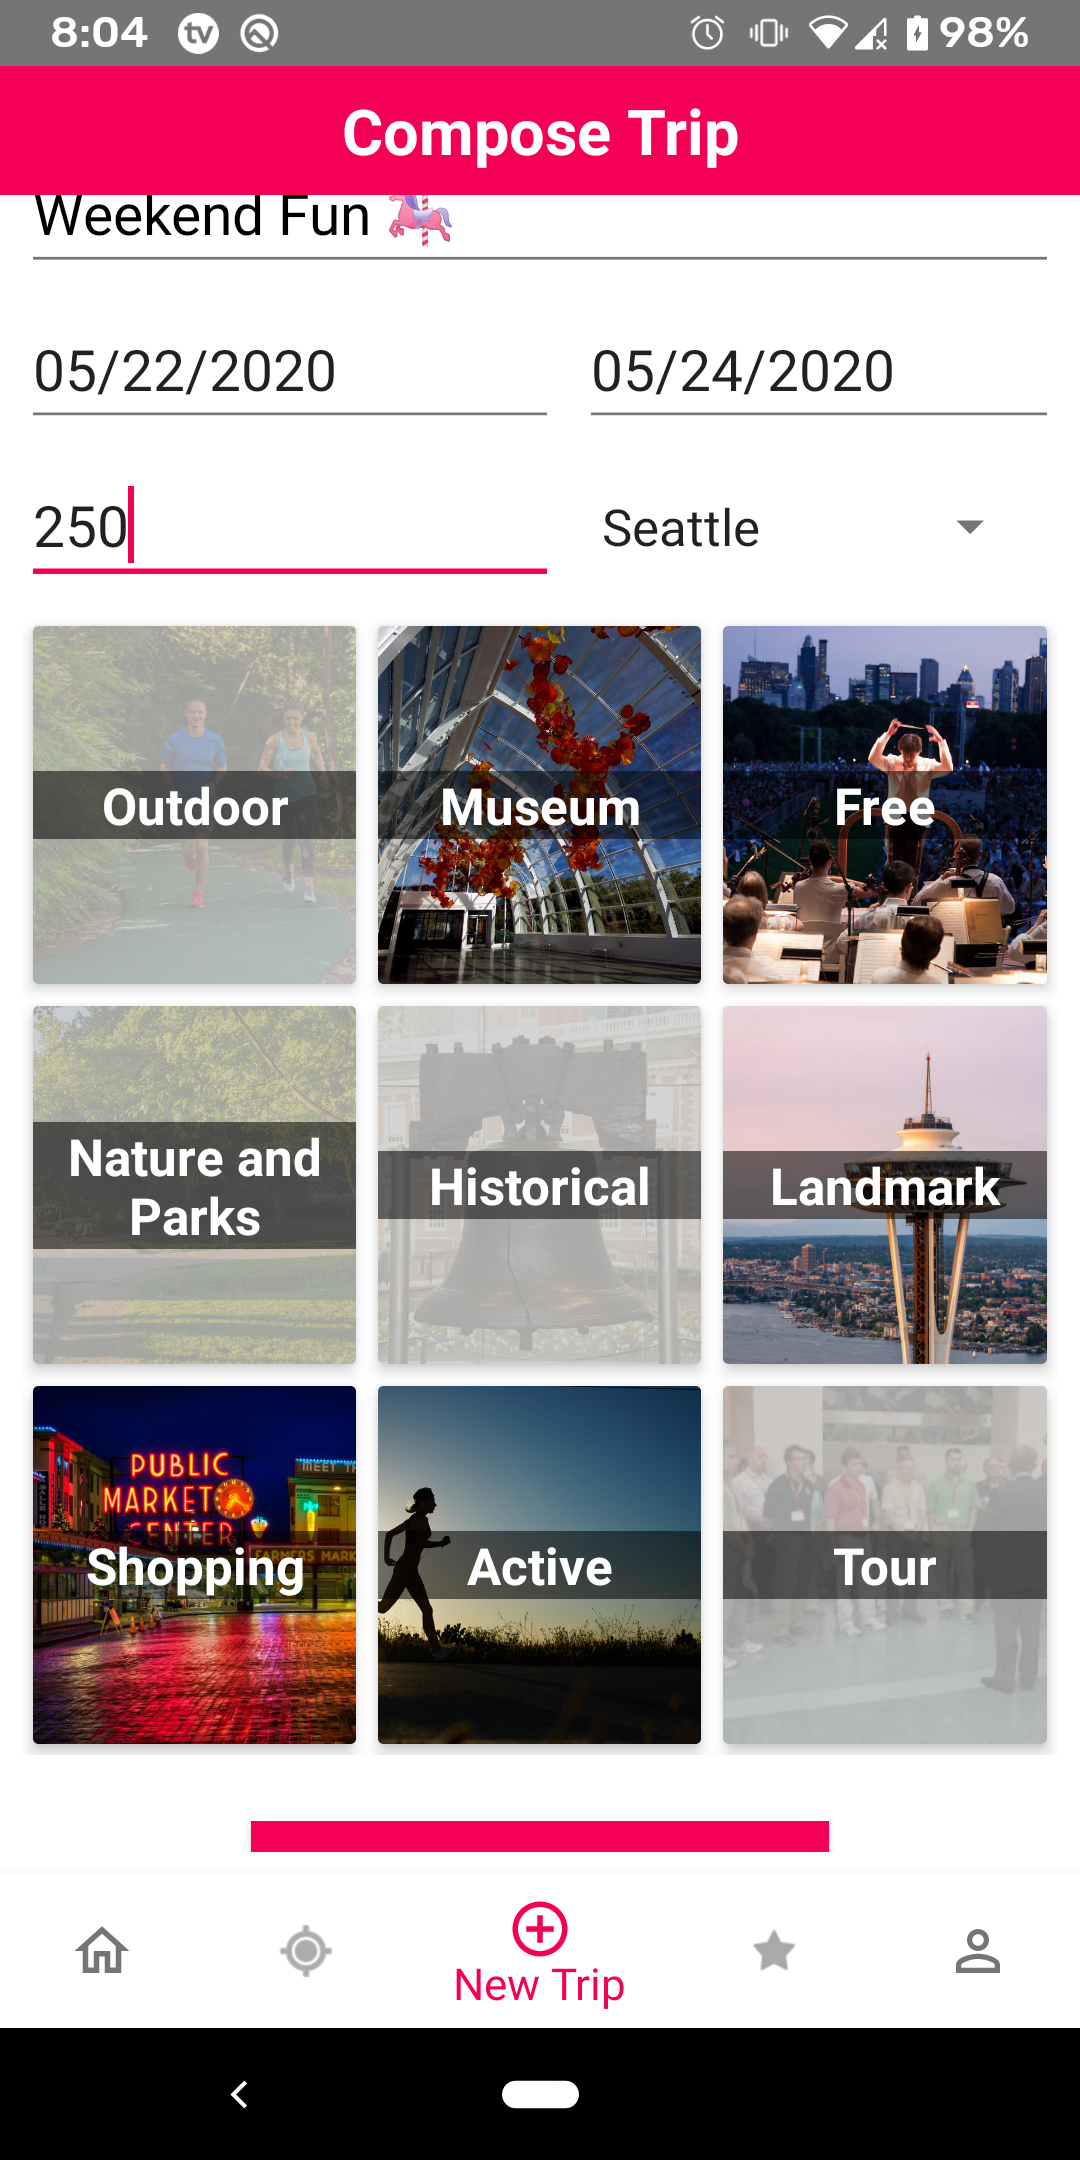 8:04 tv 98%
Compose Trip
Weekend Fun 🎠
05/22/2020 05/24/2020
250 Seattle
Outdoor Museum Free
Nature and
Parks
Historical Landmark
PUBLIC
MARKET
CENTER
MEET
FARMERS MARK
Shopping Active Tour
New Trip